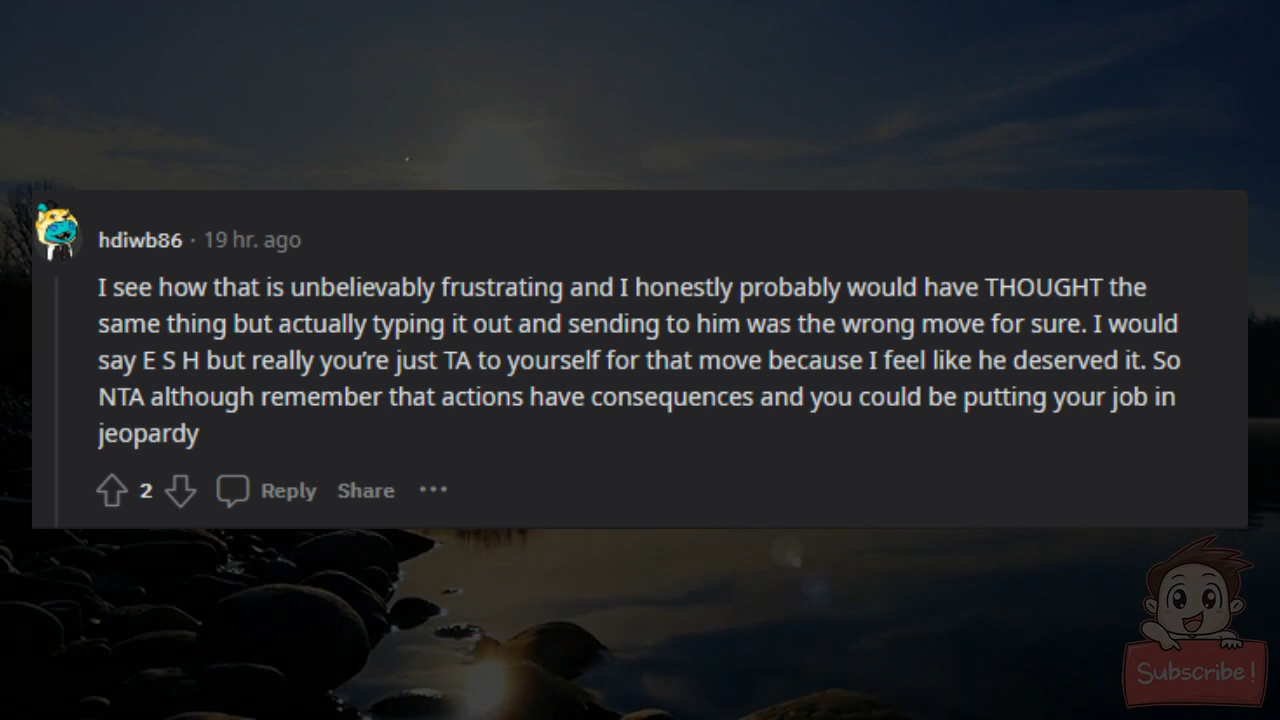 hdiwb86 · 19 hr. ago
I see how that is unbelievably frustrating and I honestly probably would have THOUGHT the
same thing but actually typing it out and sending to him was the wrong move for sure. I would
say E S H but really you’re just TA to yourself for that move because I feel like he deserved it. So
NTA although remember that actions have consequences and you could be putting your job in
jeopardy
2 Reply Share ···
Subscribe!